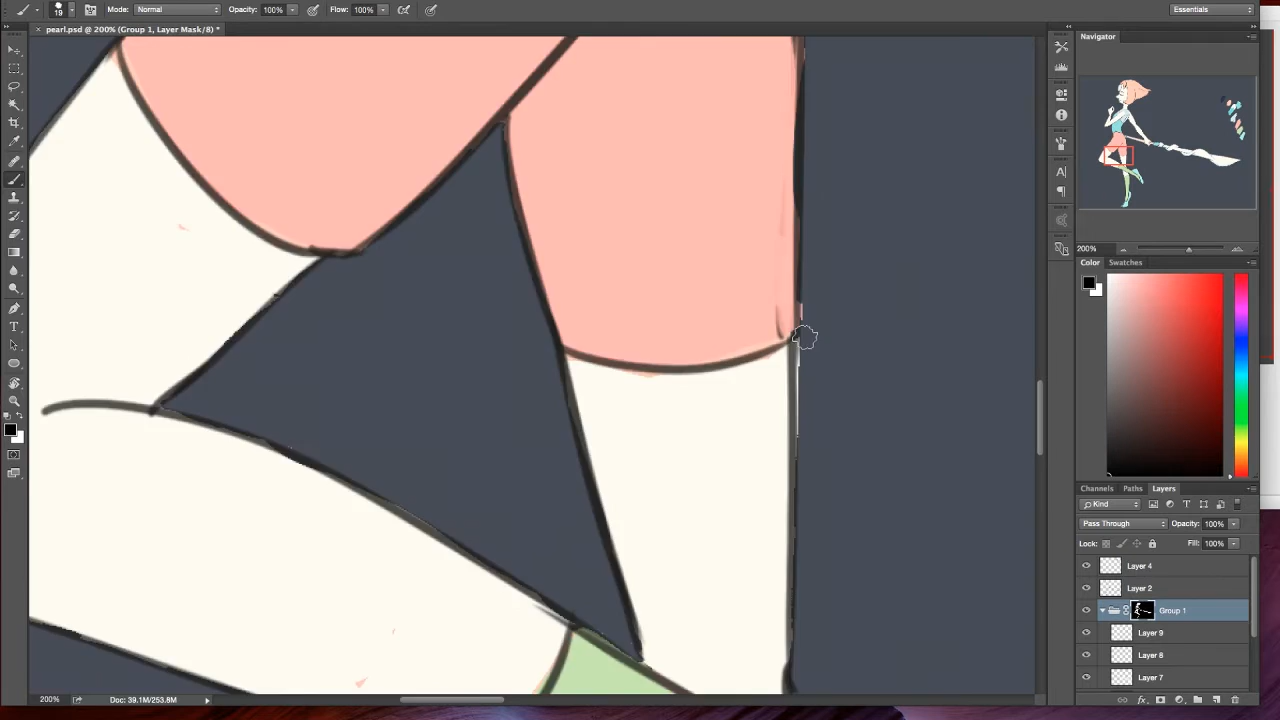 19 Mode: Normal Opacity: 100% Flow: 100% Essentials
× pearl.psd @ 200% (Group 1, Layer Mask/8) *
Navigator
200%
Color Swatches
Channels Paths Layers
Kind
Pass Through Opacity: 100%
Lock: Fill: 100%
Layer 4
Layer 2
Group 1
Layer 9
Layer 8
Layer 7
200% Doc: 39.1M/253.8M